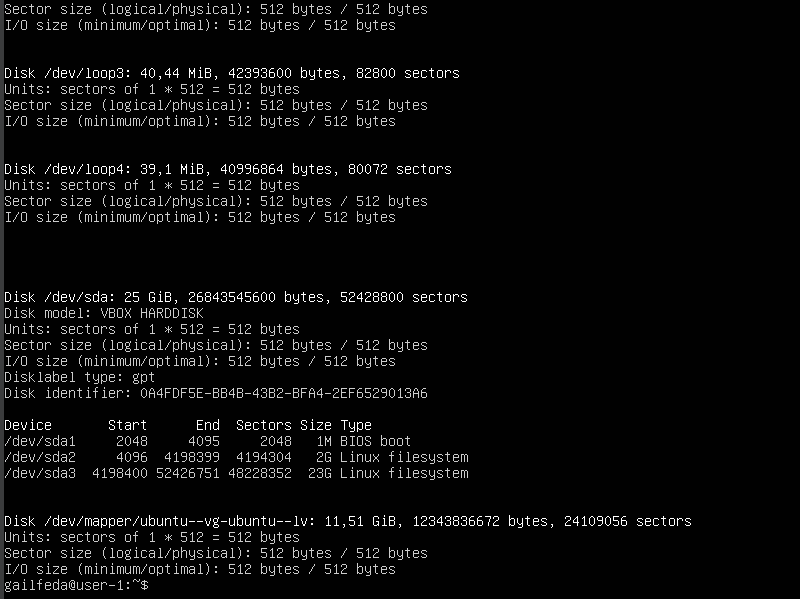 Sector size (logical/physical): 512 bytes / 512 bytes
I/O size (minimum/optimal): 512 bytes / 512 bytes
Disk /dev/loop3: 40,44 MiB, 42393600 bytes, 82800 sectors
Units: sectors of 1 * 512 = 512 bytes
Sector size (logical/physical): 512 bytes / 512 bytes
I/O size (minimum/optimal): 512 bytes / 512 bytes
Disk /dev/loop4: 39,1 MiB, 40996864 bytes, 80072 sectors
Units: sectors of 1 * 512 = 512 bytes
Sector size (logical/physical): 512 bytes / 512 bytes
I/O size (minimum/optimal): 512 bytes / 512 bytes
Disk /dev/sda: 25 GiB, 26843545600 bytes, 52428800 sectors
Disk model: VBOX HARDDISK
Units: sectors of 1 * 512 = 512 bytes
Sector size (logical/physical): 512 bytes / 512 bytes
I/O size (minimum/optimal): 512 bytes / 512 bytes
Disklabel type: gpt
Disk identifier: 0A4FDF5E-BB4B-43B2-BFA4-2EF6529013A6
Device       Start      End  Sectors Size Type
/dev/sda1     2048     4095     2048   1M BIOS boot
/dev/sda2     4096  4198399  4194304   2G Linux filesystem
/dev/sda3  4198400 52426751 48228352  23G Linux filesystem
Disk /dev/mapper/ubuntu--vg-ubuntu--lv: 11,51 GiB, 12343836672 bytes, 24109056 sectors
Units: sectors of 1 * 512 = 512 bytes
Sector size (logical/physical): 512 bytes / 512 bytes
I/O size (minimum/optimal): 512 bytes / 512 bytes
gailfeda@user-1:~$